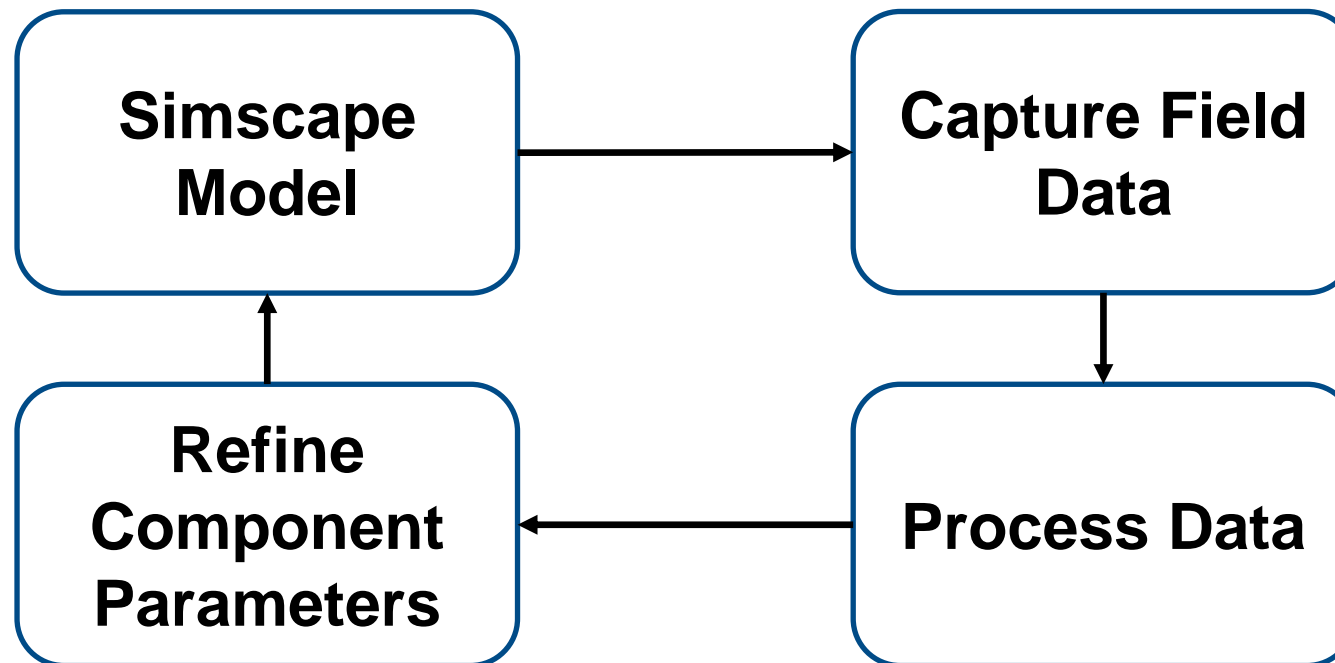 Simscape
Model
Capture Field
Data
Refine
Component
Parameters
Process Data